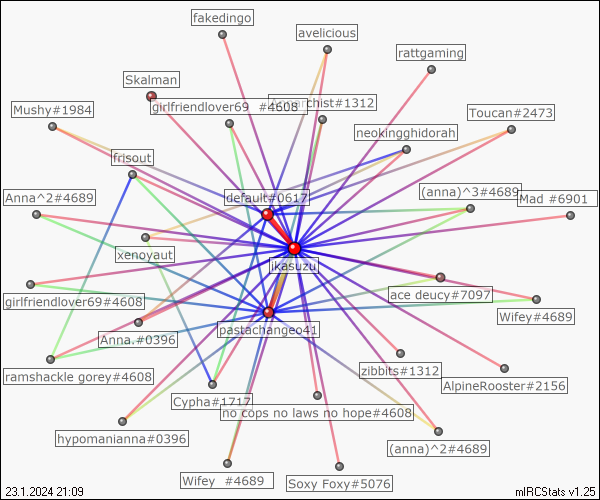 fakedingo
avelicious
rattgaming
Skalman
girlfriendlover69 #4608
chist#1312
Mushy#1984
Toucan#2473
neokingghidorah
frisout
default#0617
Anna^2#4689
(anna)^3#4689
Mad #6901
xenoyaut
jkasuzu
girlfriendlover69#4608
ace deucy#7097
Wifey#4689
Anna.#0396
pastachangeo41
ramshackle gorey#4608
zibbits#1312
AlpineRooster#2156
Cypha#1717
no cops no laws no hope#4608
hypomanianna#0396
(anna)^2#4689
Wifey #4689
Soxy Foxy#5076
23.1.2024 21:09
mIRCStats v1.25